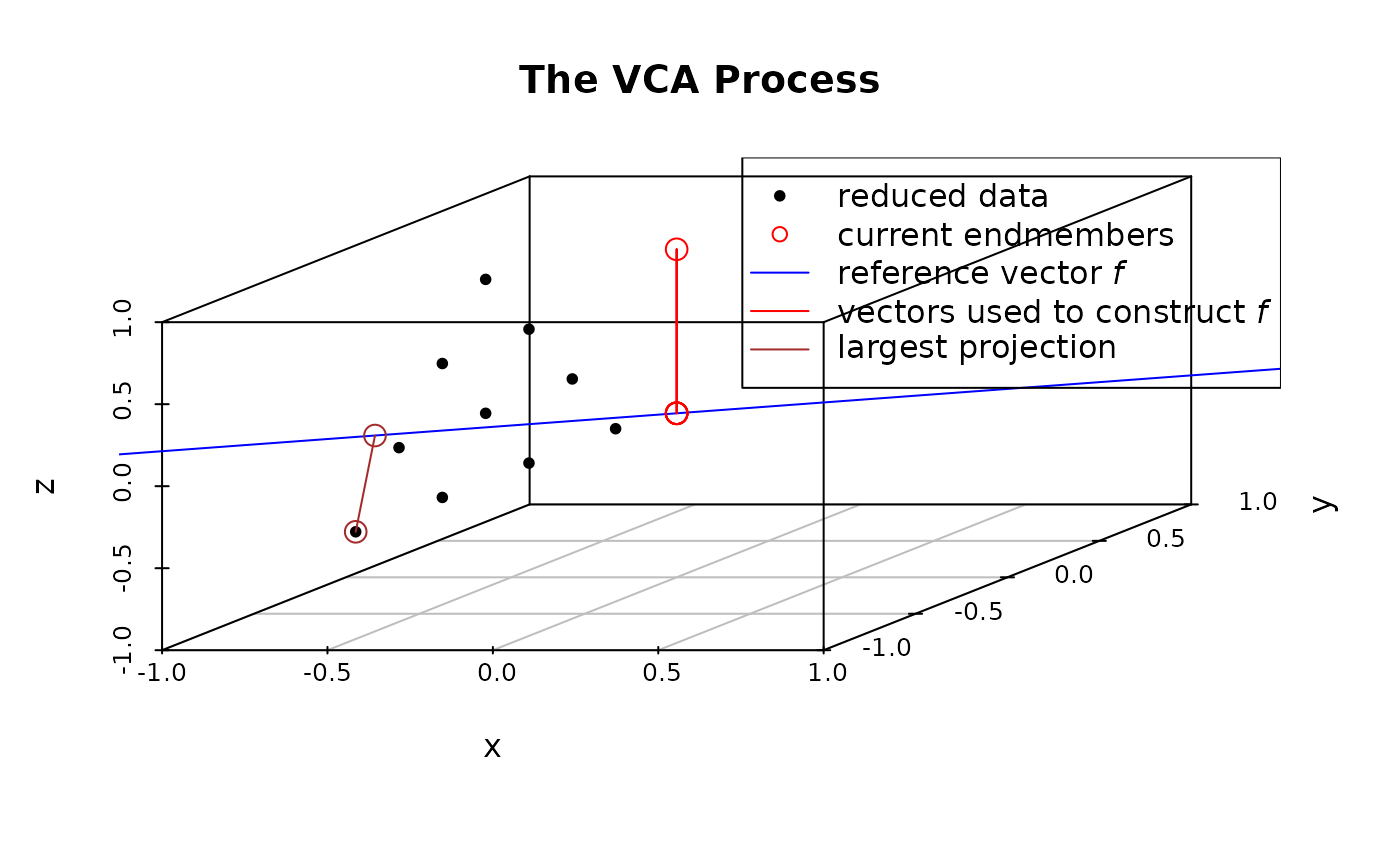 The VCA Process
reduced data
current endmembers
reference vector f
vectors used to construct f
largest projection
1.0
0.5
0.0
-0.5
-1.0
z
-1.0
-0.5
0.0
0.5
1.0
x
-1.0
-0.5
0.0
0.5
1.0
y